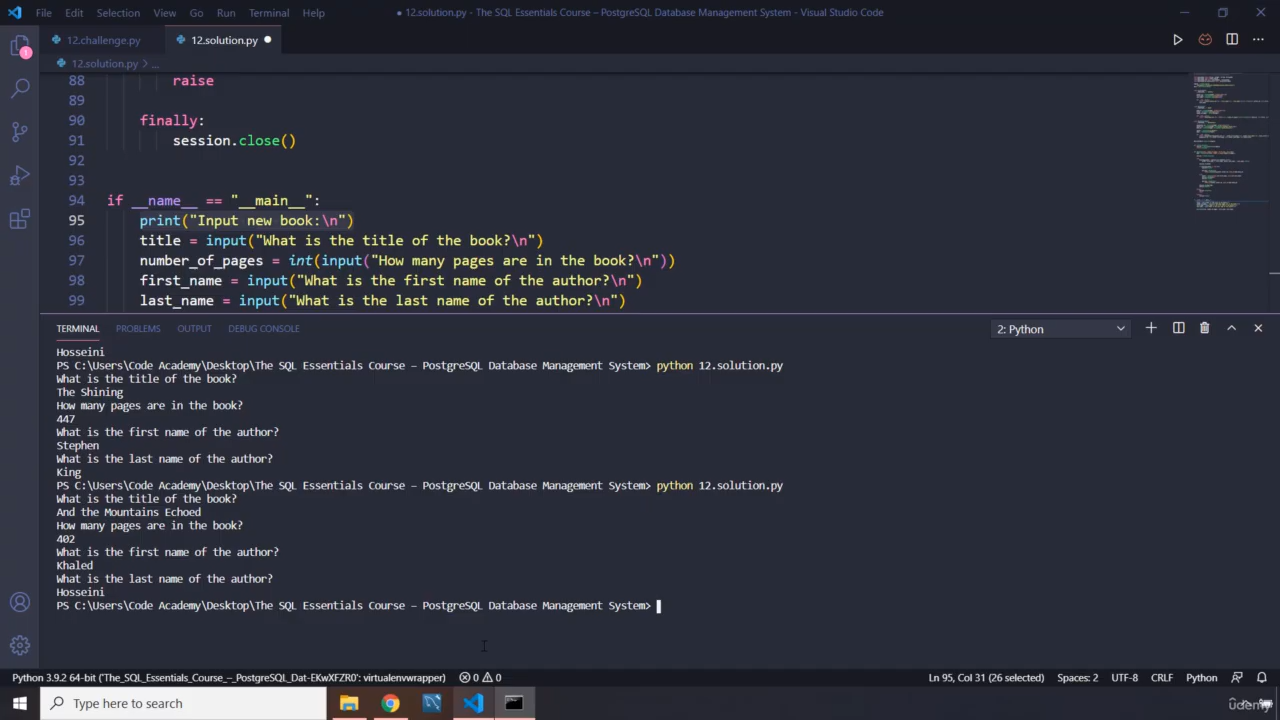 File Edit Selection View Go Run Terminal Help
● 12.solution.py - The SQL Essentials Course – PostgreSQL Database Management System - Visual Studio Code
12.challenge.py 12.solution.py ●
1
12.solution.py > ...
88 raise
89
90 finally:
91 session.close()
92
93
94 if __name__ == "__main__":
95 print("Input new book:\n")
96 title = input("What is the title of the book?\n")
97 number_of_pages = int(input("How many pages are in the book?\n"))
98 first_name = input("What is the first name of the author?\n")
99 last_name = input("What is the last name of the author?\n")
TERMINAL PROBLEMS OUTPUT DEBUG CONSOLE 2: Python
Hosseini
PS C:\Users\Code Academy\Desktop\The SQL Essentials Course – PostgreSQL Database Management System> python 12.solution.py
What is the title of the book?
The Shining
How many pages are in the book?
447
What is the first name of the author?
Stephen
What is the last name of the author?
King
PS C:\Users\Code Academy\Desktop\The SQL Essentials Course – PostgreSQL Database Management System> python 12.solution.py
What is the title of the book?
And the Mountains Echoed
How many pages are in the book?
402
What is the first name of the author?
Khaled
What is the last name of the author?
Hosseini
PS C:\Users\Code Academy\Desktop\The SQL Essentials Course – PostgreSQL Database Management System>
Python 3.9.2 64-bit ('The_SQL_Essentials_Course_–_PostgreSQL_Dat-EKwXFZR0': virtualenvwrapper) 0 0 Ln 95, Col 31 (26 selected) Spaces: 2 UTF-8 CRLF Python
Type here to search
udemy